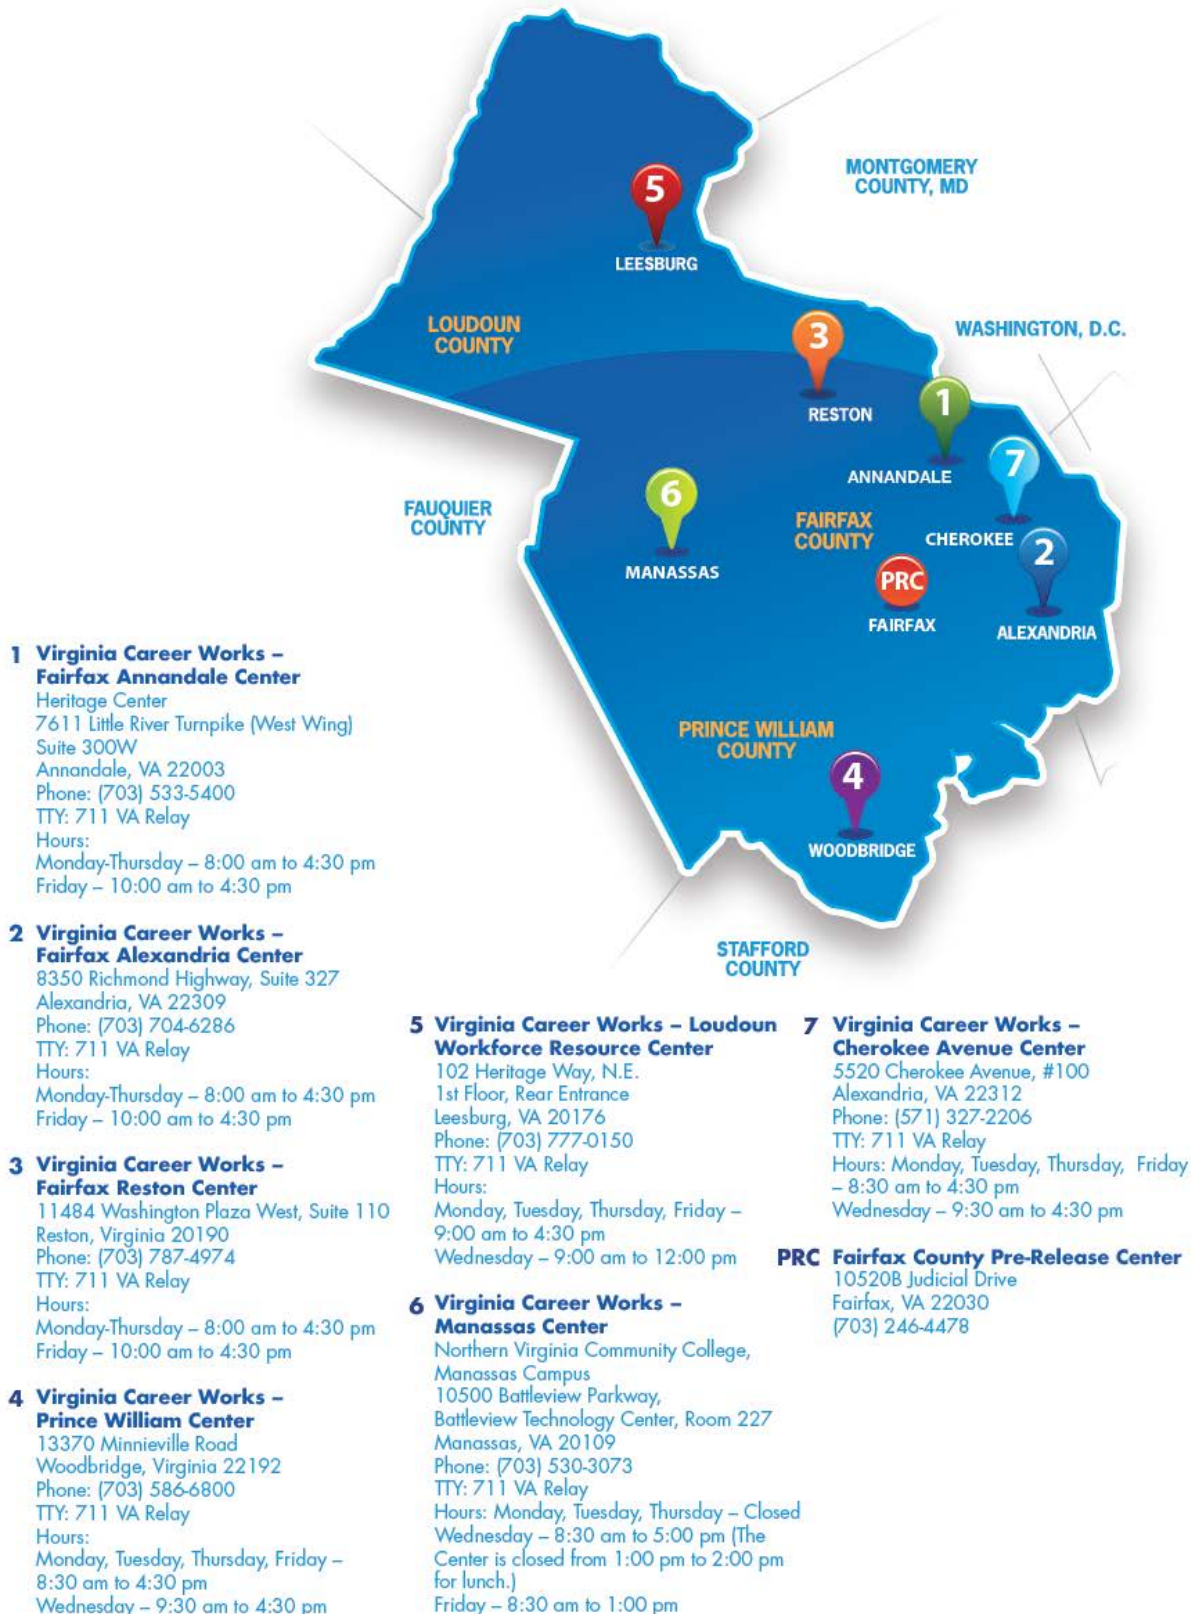 MONTGOMERY
COUNTY, MD
5
LEESBURG
LOUDOUN
COUNTY
3
WASHINGTON, D.C.
RESTON
1
ANNANDALE
7
FAUQUIER
COUNTY
6
MANASSAS
FAIRFAX
COUNTY
CHEROKEE
2
PRC
FAIRFAX
ALEXANDRIA
PRINCE WILLIAM
COUNTY
4
WOODBRIDGE
STAFFORD
COUNTY
1 Virginia Career Works –
Fairfax Annandale Center
Heritage Center
7611 Little River Turnpike (West Wing)
Suite 300W
Annandale, VA 22003
Phone: (703) 533-5400
TTY: 711 VA Relay
Hours:
Monday-Thursday – 8:00 am to 4:30 pm
Friday – 10:00 am to 4:30 pm
2 Virginia Career Works –
Fairfax Alexandria Center
8350 Richmond Highway, Suite 327
Alexandria, VA 22309
Phone: (703) 704-6286
TTY: 711 VA Relay
Hours:
Monday-Thursday – 8:00 am to 4:30 pm
Friday – 10:00 am to 4:30 pm
3 Virginia Career Works –
Fairfax Reston Center
11484 Washington Plaza West, Suite 110
Reston, Virginia 20190
Phone: (703) 787-4974
TTY: 711 VA Relay
Hours:
Monday-Thursday – 8:00 am to 4:30 pm
Friday – 10:00 am to 4:30 pm
4 Virginia Career Works –
Prince William Center
13370 Minnieville Road
Woodbridge, Virginia 22192
Phone: (703) 586-6800
TTY: 711 VA Relay
Hours:
Monday, Tuesday, Thursday, Friday –
8:30 am to 4:30 pm
Wednesday – 9:30 am to 4:30 pm
5 Virginia Career Works – Loudoun
Workforce Resource Center
102 Heritage Way, N.E.
1st Floor, Rear Entrance
Leesburg, VA 20176
Phone: (703) 777-0150
TTY: 711 VA Relay
Hours:
Monday, Tuesday, Thursday, Friday –
9:00 am to 4:30 pm
Wednesday – 9:00 am to 12:00 pm
6 Virginia Career Works –
Manassas Center
Northern Virginia Community College,
Manassas Campus
10500 Battleview Parkway,
Battleview Technology Center, Room 227
Manassas, VA 20109
Phone: (703) 530-3073
TTY: 711 VA Relay
Hours: Monday, Tuesday, Thursday – Closed
Wednesday – 8:30 am to 5:00 pm (The
Center is closed from 1:00 pm to 2:00 pm
for lunch.)
Friday – 8:30 am to 1:00 pm
7 Virginia Career Works –
Cherokee Avenue Center
5520 Cherokee Avenue, #100
Alexandria, VA 22312
Phone: (571) 327-2206
TTY: 711 VA Relay
Hours: Monday, Tuesday, Thursday, Friday
– 8:30 am to 4:30 pm
Wednesday – 9:30 am to 4:30 pm
PRC Fairfax County Pre-Release Center
10520B Judicial Drive
Fairfax, VA 22030
(703) 246-4478